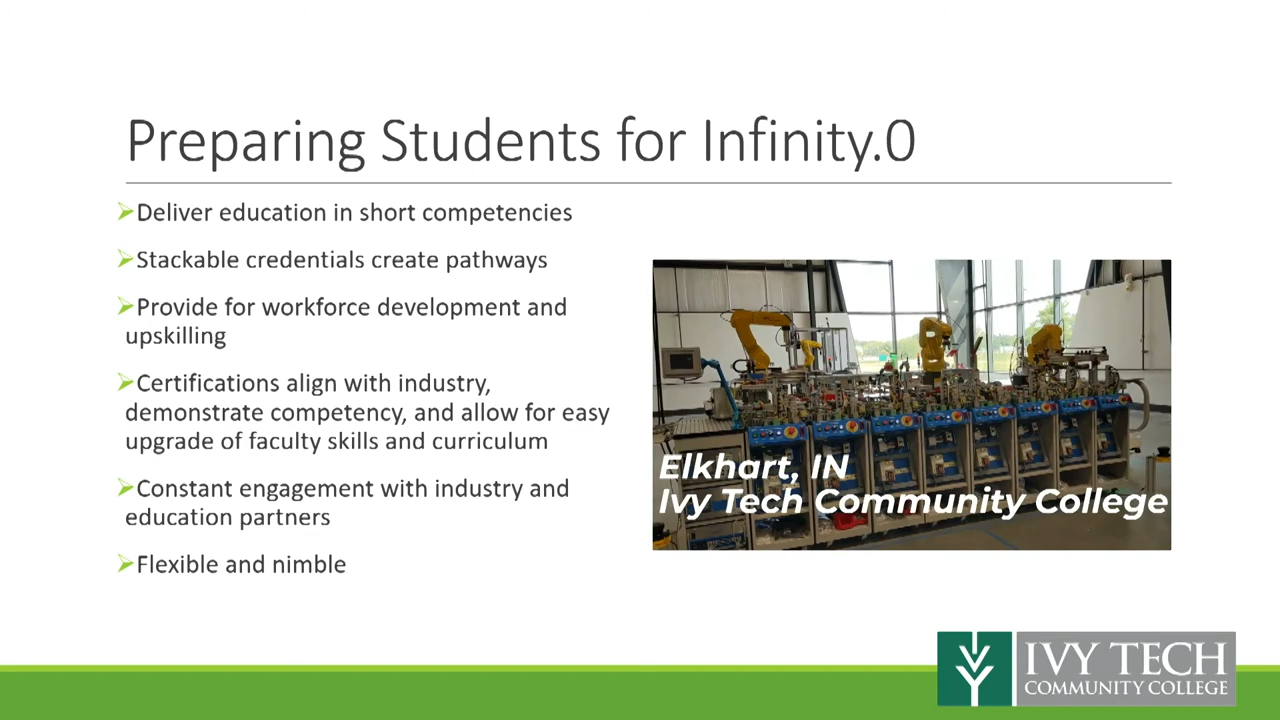 Preparing Students for Infinity.0
Deliver education in short competencies
Stackable credentials create pathways
Provide for workforce development and
upskilling
Certifications align with industry,
demonstrate competency, and allow for easy
upgrade of faculty skills and curriculum
Constant engagement with industry and
education partners
Flexible and nimble
Elkhart, IN
Ivy Tech Community College
IVY TECH
COMMUNITY COLLEGE